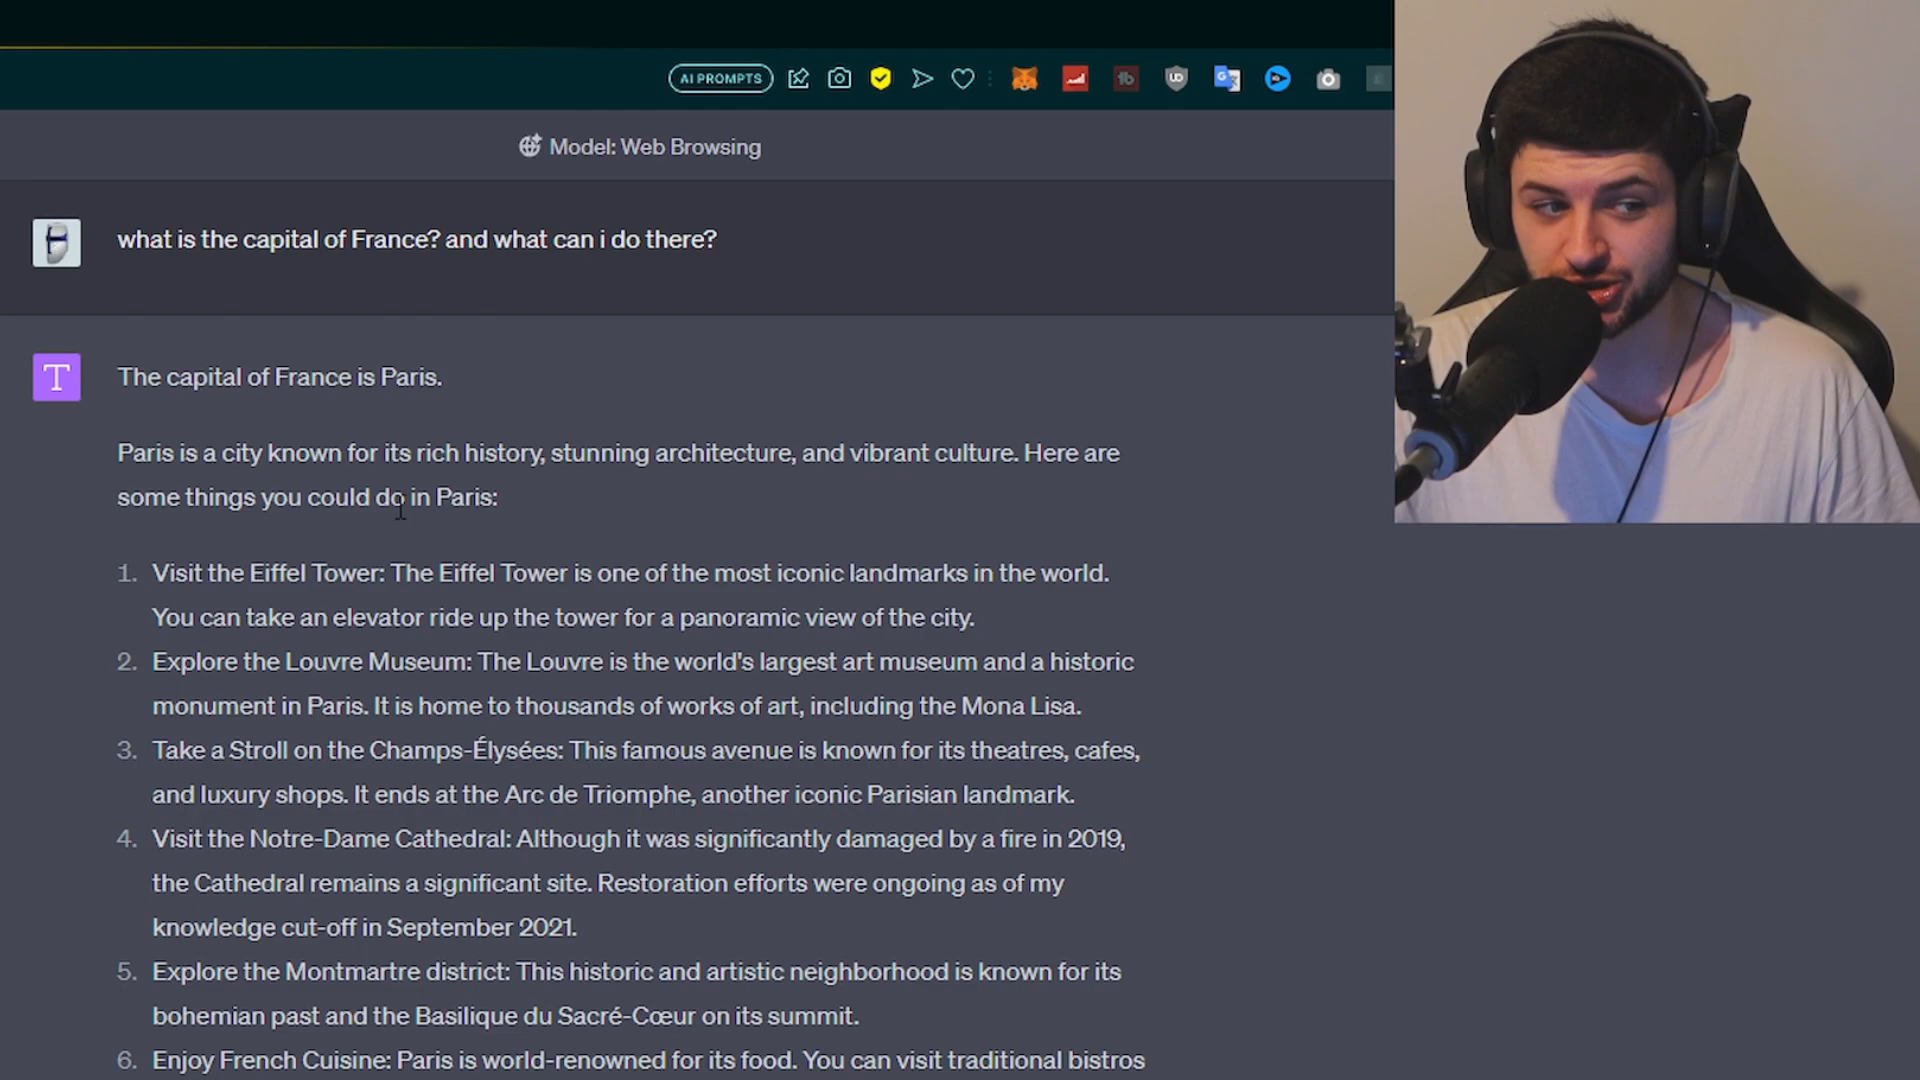 AI PROMPTS
Model: Web Browsing
what is the capital of France? and what can i do there?
T
The capital of France is Paris.
Paris is a city known for its rich history, stunning architecture, and vibrant culture. Here are
some things you could do in Paris:
1. Visit the Eiffel Tower: The Eiffel Tower is one of the most iconic landmarks in the world.
You can take an elevator ride up the tower for a panoramic view of the city.
2. Explore the Louvre Museum: The Louvre is the world's largest art museum and a historic
monument in Paris. It is home to thousands of works of art, including the Mona Lisa.
3. Take a Stroll on the Champs-Élysées: This famous avenue is known for its theatres, cafes,
and luxury shops. It ends at the Arc de Triomphe, another iconic Parisian landmark.
4. Visit the Notre-Dame Cathedral: Although it was significantly damaged by a fire in 2019,
the Cathedral remains a significant site. Restoration efforts were ongoing as of my
knowledge cut-off in September 2021.
5. Explore the Montmartre district: This historic and artistic neighborhood is known for its
bohemian past and the Basilique du Sacré-Cœur on its summit.
6. Enjoy French Cuisine: Paris is world-renowned for its food. You can visit traditional bistros